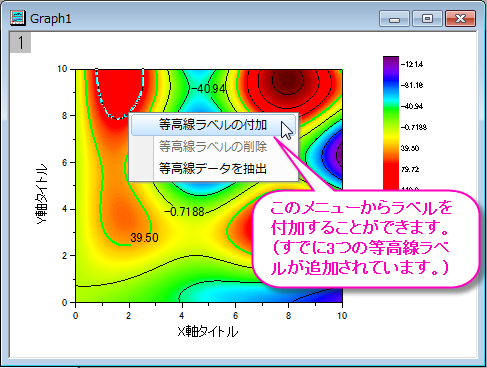 Graph1
1
10
8
6
4
2
0
Y軸タイトル
0
2
4
6
8
10
X軸タイトル
-40.94
-0.7188
39.50
等高線ラベルの付加
等高線ラベルの削除
等高線データを抽出
このメニューからラベルを
付加することができます。
(すでに3つの等高線ラベ
ルが追加されています。)
-121.4
-81.18
-40.94
-0.7188
39.50
79.72